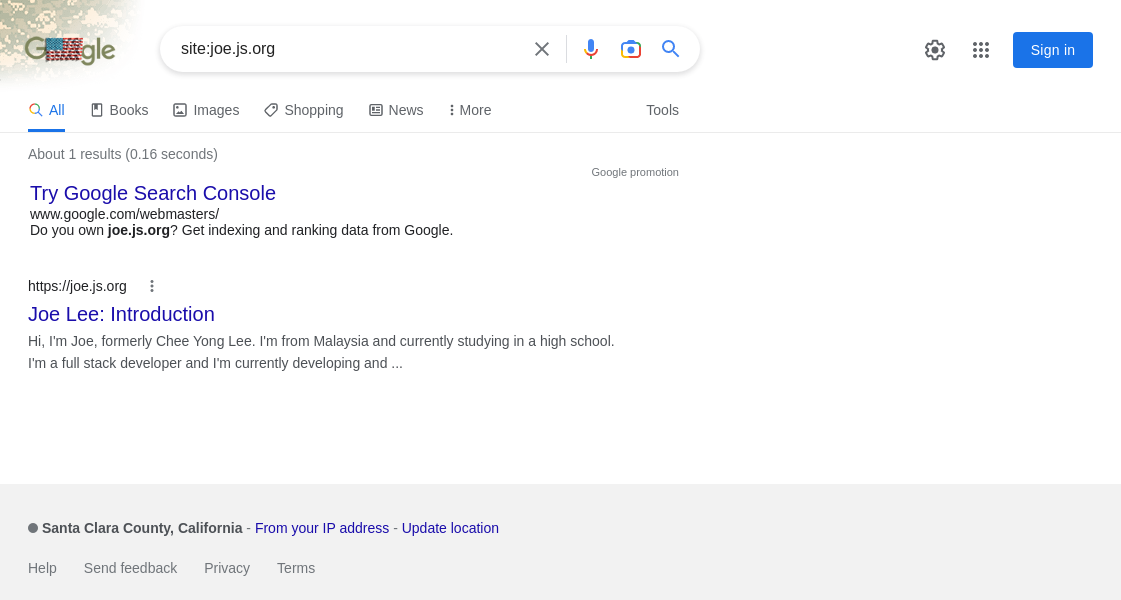 Google
site:joe.js.org
Sign in
All
Books
Images
Shopping
News
More
Tools
About 1 results (0.16 seconds)
Google promotion
Try Google Search Console
www.google.com/webmasters/
Do you own joe.js.org? Get indexing and ranking data from Google.
https://joe.js.org
Joe Lee: Introduction
Hi, I'm Joe, formerly Chee Yong Lee. I'm from Malaysia and currently studying in a high school.
I'm a full stack developer and I'm currently developing and ...
Santa Clara County, California - From your IP address - Update location
Help
Send feedback
Privacy
Terms